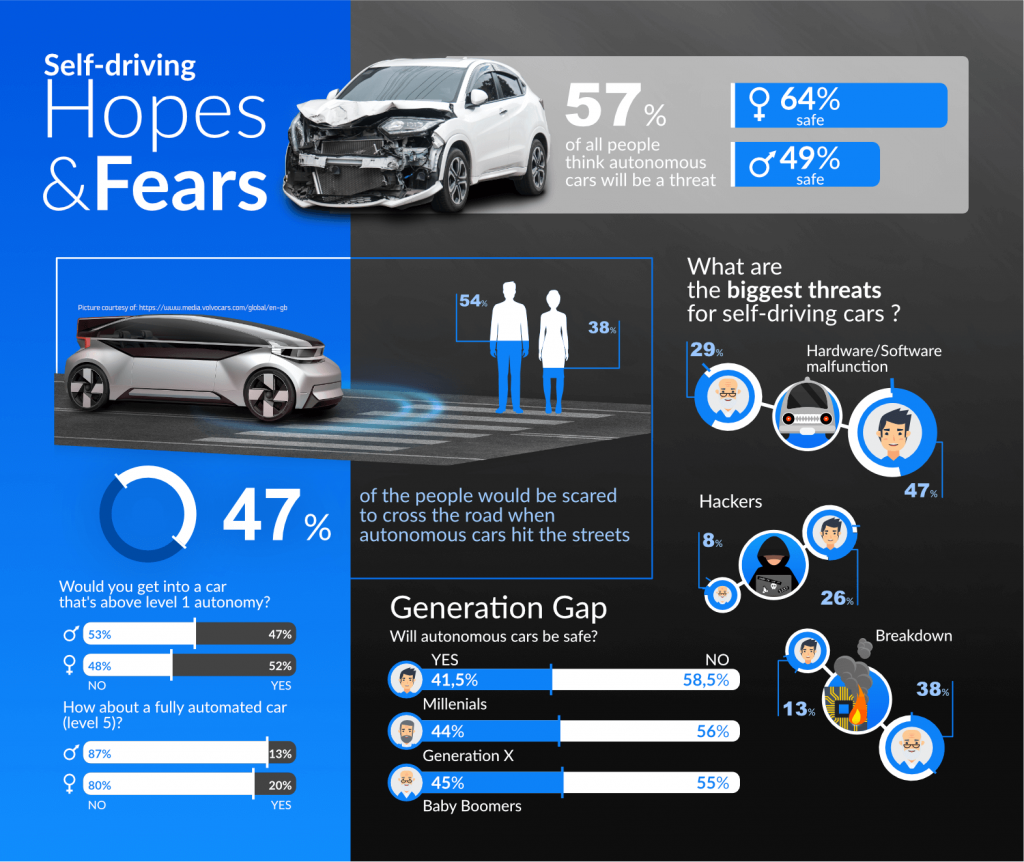 Self-driving
Hopes
&Fears
57%
of all people
think autonomous
cars will be a threat
♀ 64%
safe
♂ 49%
safe
Picture courtesy of: https://www.media.volvocars.com/global/en-gb
54%
38%
47%
of the people would be scared
to cross the road when
autonomous cars hit the streets
What are
the biggest threats
for self-driving cars ?
29%
Hardware/Software
malfunction
47%
Hackers
8%
26%
Breakdown
13%
38%
Would you get into a car
that's above level 1 autonomy?
♂ 53% 47%
♀ 48% 52%
NO YES
How about a fully automated car
(level 5)?
♂ 87% 13%
♀ 80% 20%
NO YES
Generation Gap
Will autonomous cars be safe?
YES NO
41,5% 58,5%
Millenials
44% 56%
Generation X
45% 55%
Baby Boomers